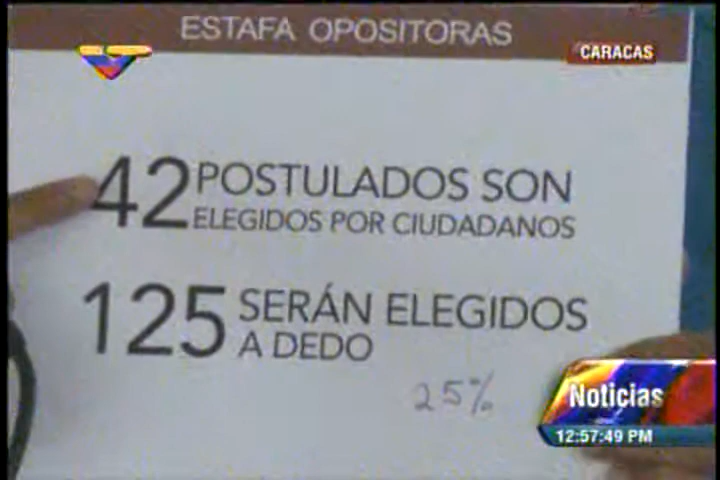 ESTAFA OPOSITORAS
CARACAS
42 POSTULADOS SON
ELEGIDOS POR CIUDADANOS
125 SERÁN ELEGIDOS
A DEDO
25%
Noticias
12:57:49 PM